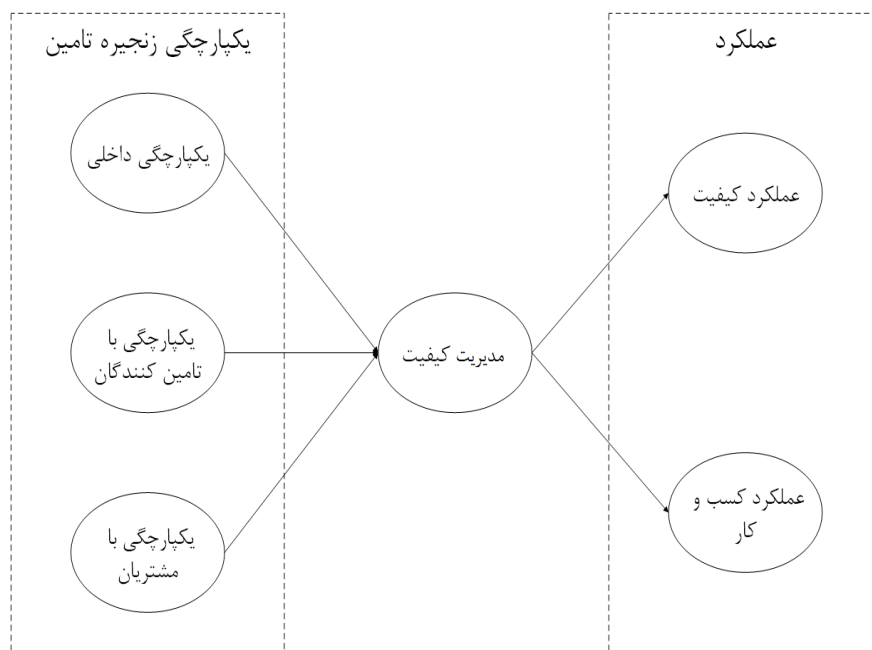 یکپارچگی زنجیره تامین
عملکرد
یکپارچگی داخلی
عملکرد کیفیت
یکپارچگی با
تامین کنندگان
مدیریت کیفیت
عملکرد کسب و
کار
یکپارچگی با
مشتریان